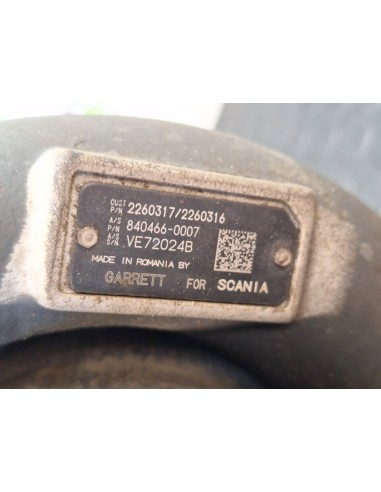 CUST P/N 2260317/2260316
A/S P/N 840466-0007
A/S S/N VE72024B
MADE IN ROMANIA BY
GARRETT FOR SCANIA